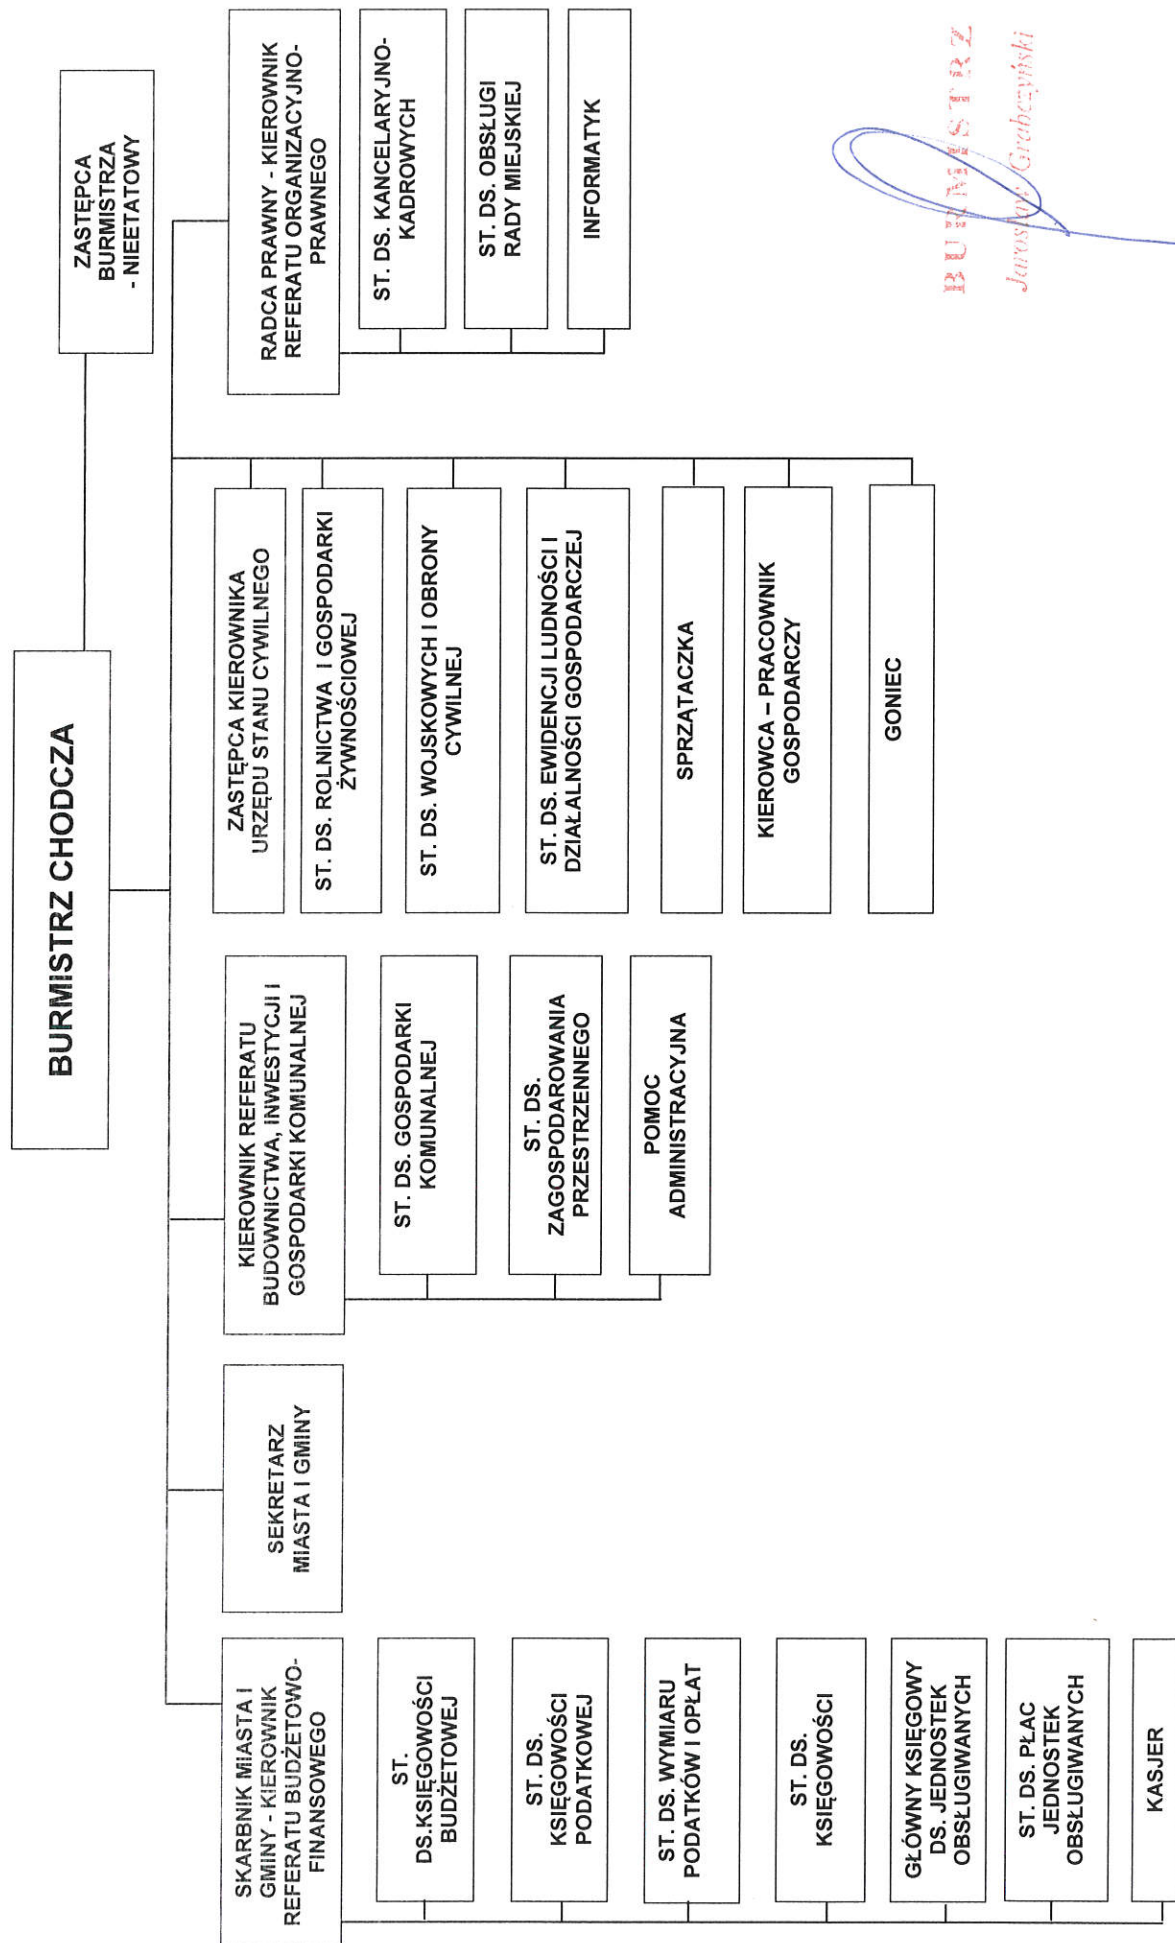 BURMISTRZ CHODCZA
ZASTĘPCA
BURMISTRZA
- NIEETATOWY
SKARBNIK MIASTA I
GMINY - KIEROWNIK
REFERATU BUDŻETOWO-
FINANSOWEGO
ST.
DS.KSIĘGOWOŚCI
BUDŻETOWEJ
ST. DS.
KSIĘGOWOŚCI
PODATKOWEJ
ST. DS. WYMIARU
PODATKÓW I OPŁAT
ST. DS.
KSIĘGOWOŚCI
GŁÓWNY KSIĘGOWY
DS. JEDNOSTEK
OBSŁUGIWANYCH
ST. DS. PŁAC
JEDNOSTEK
OBSŁUGIWANYCH
KASJER
SEKRETARZ
MIASTA I GMINY
KIEROWNIK REFERATU
BUDOWNICTWA, INWESTYCJI I
GOSPODARKI KOMUNALNEJ
ST. DS. GOSPODARKI
KOMUNALNEJ
ST. DS.
ZAGOSPODAROWANIA
PRZESTRZENNEGO
POMOC
ADMINISTRACYJNA
ZASTĘPCA KIEROWNIKA
URZĘDU STANU CYWILNEGO
ST. DS. ROLNICTWA I GOSPODARKI
ŻYWNOŚCIOWEJ
ST. DS. WOJSKOWYCH I OBRONY
CYWILNEJ
ST. DS. EWIDENCJI LUDNOŚCI I
DZIAŁALNOŚCI GOSPODARCZEJ
SPRZĄTACZKA
KIEROWCA – PRACOWNIK
GOSPODARCZY
GONIEC
RADCA PRAWNY - KIEROWNIK
REFERATU ORGANIZACYJNO-
PRAWNEGO
ST. DS. KANCELARYJNO-
KADROWYCH
ST. DS. OBSŁUGI
RADY MIEJSKIEJ
INFORMATYK
BURMISTRZ
Jarosław Grabczyński